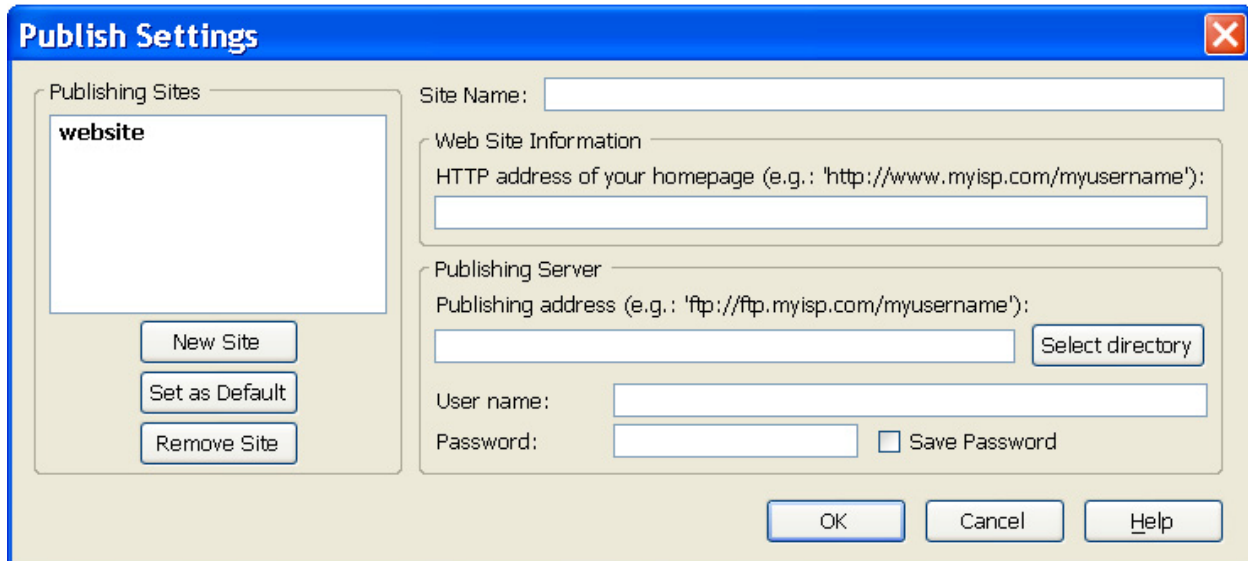 Publish Settings
Publishing Sites
website
New Site
Set as Default
Remove Site
Site Name:
Web Site Information
HTTP address of your homepage (e.g.: 'http://www.myisp.com/myusername'):
Publishing Server
Publishing address (e.g.: 'ftp://ftp.myisp.com/myusername'):
Select directory
User name:
Password:
Save Password
OK
Cancel
Help